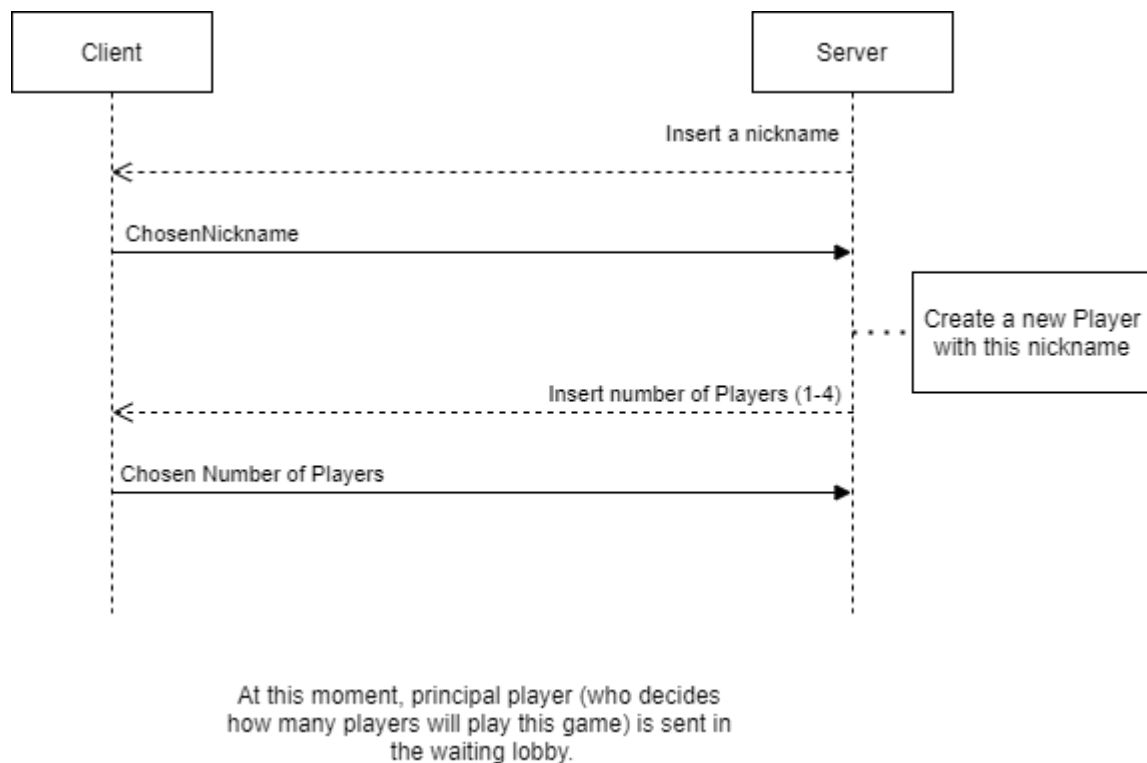 Client
Server
Insert a nickname
ChosenNickname
Create a new Player
with this nickname
Insert number of Players (1-4)
Chosen Number of Players
At this moment, principal player (who decides
how many players will play this game) is sent in
the waiting lobby.